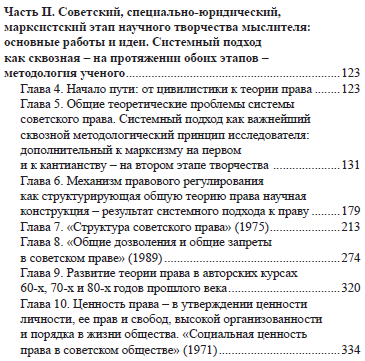 Часть II. Советский, специально-юридический,
марксистский этап научного творчества мыслителя:
основные работы и идеи. Системный подход
как сквозная – на протяжении обоих этапов –
методология ученого..........................................................123
Глава 4. Начало пути: от цивилистики к теории права ........123
Глава 5. Общие теоретические проблемы системы
советского права. Системный подход как важнейший
сквозной методологический принцип исследователя:
дополнительный к марксизму на первом
и к кантианству – на втором этапе творчества ..................131
Глава 6. Механизм правового регулирования
как структурирующая общую теорию права научная
конструкция – результат системного подхода к праву ........179
Глава 7. «Структура советского права» (1975) ....................213
Глава 8. «Общие дозволения и общие запреты
в советском праве» (1989) .................................................274
Глава 9. Развитие теории права в авторских курсах
60-х, 70-х и 80-х годов прошлого века ..............................320
Глава 10. Ценность права – в утверждении ценности
личности, ее прав и свобод, высокой организованности
и порядка в жизни общества. «Социальная ценность
права в советском обществе» (1971) ..................................334